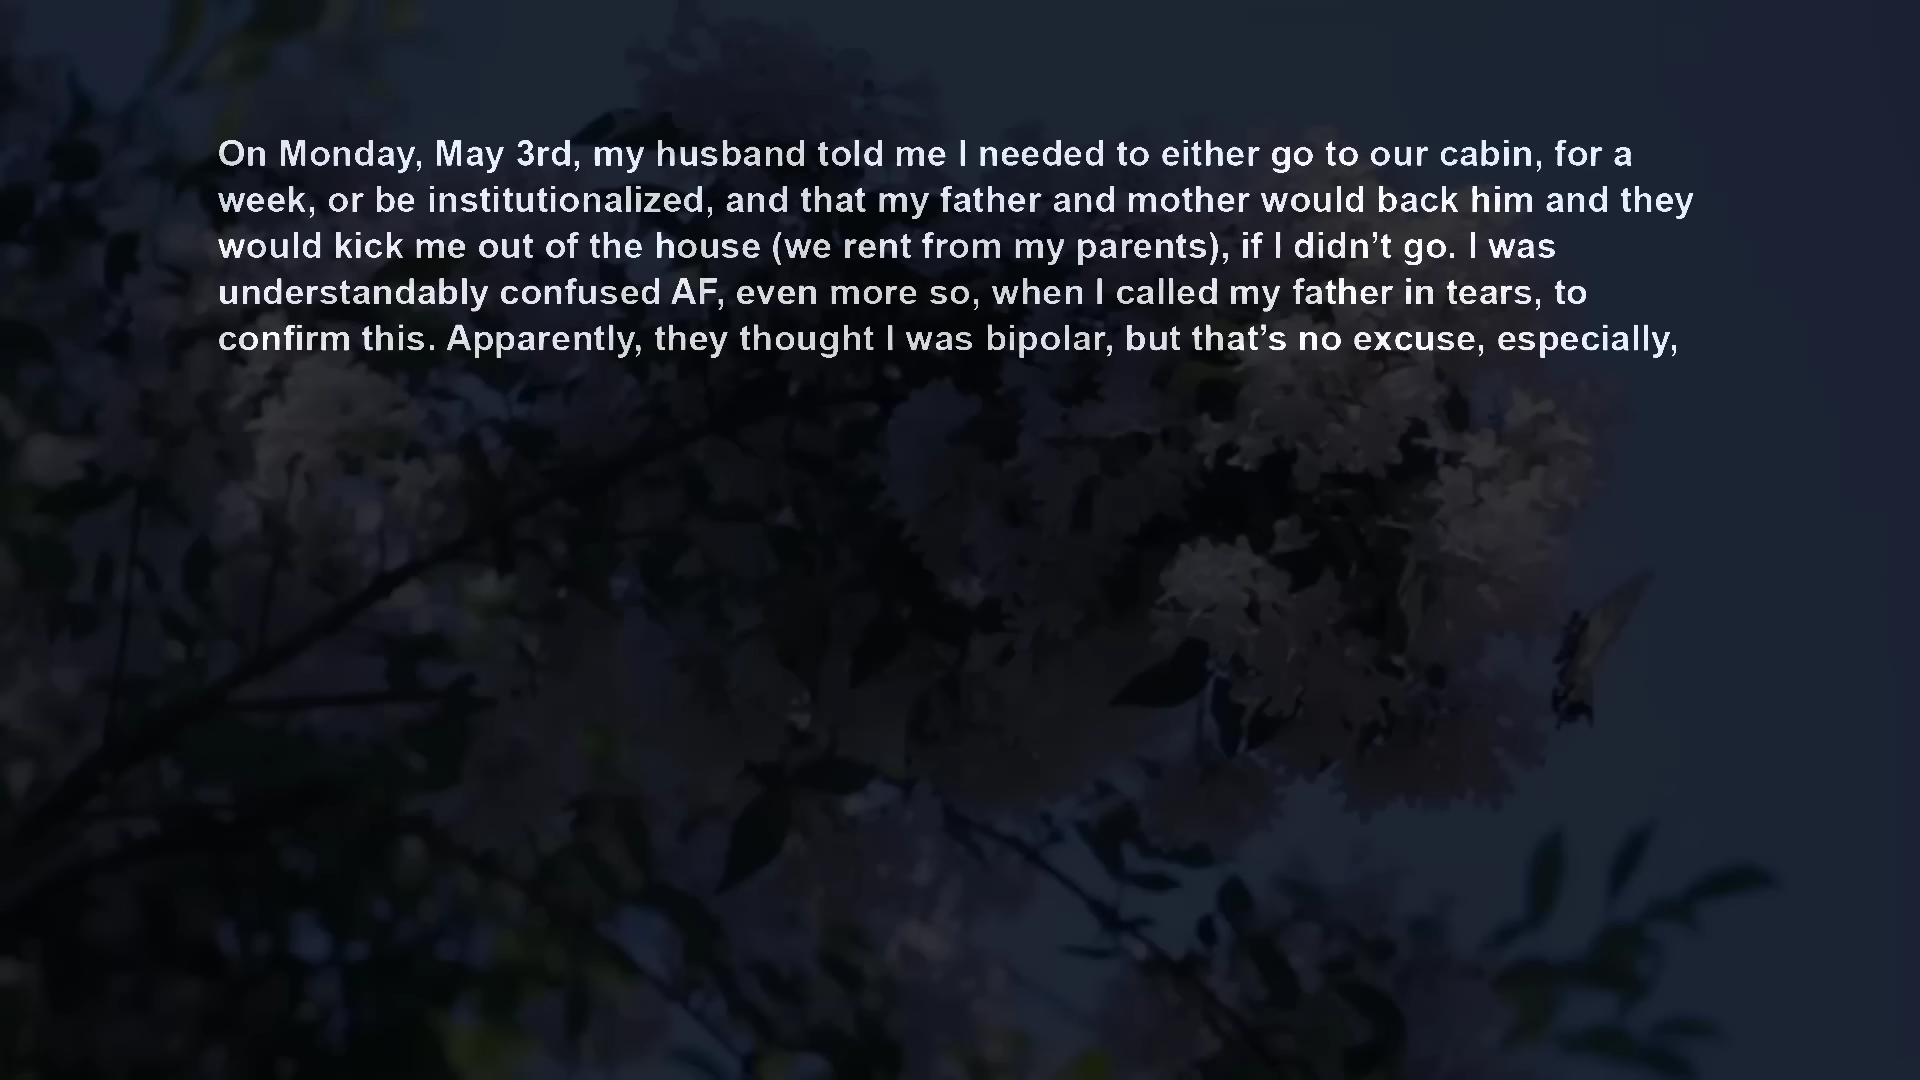 On Monday, May 3rd, my husband told me I needed to either go to our cabin, for a
week, or be institutionalized, and that my father and mother would back him and they
would kick me out of the house (we rent from my parents), if I didn’t go. I was
understandably confused AF, even more so, when I called my father in tears, to
confirm this. Apparently, they thought I was bipolar, but that’s no excuse, especially,